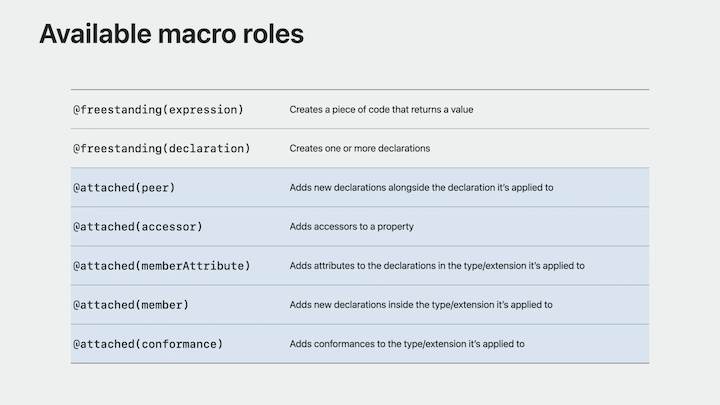 Available macro roles
@freestanding(expression) Creates a piece of code that returns a value
@freestanding(declaration) Creates one or more declarations
@attached(peer) Adds new declarations alongside the declaration it’s applied to
@attached(accessor) Adds accessors to a property
@attached(memberAttribute) Adds attributes to the declarations in the type/extension it’s applied to
@attached(member) Adds new declarations inside the type/extension it’s applied to
@attached(conformance) Adds conformances to the type/extension it’s applied to